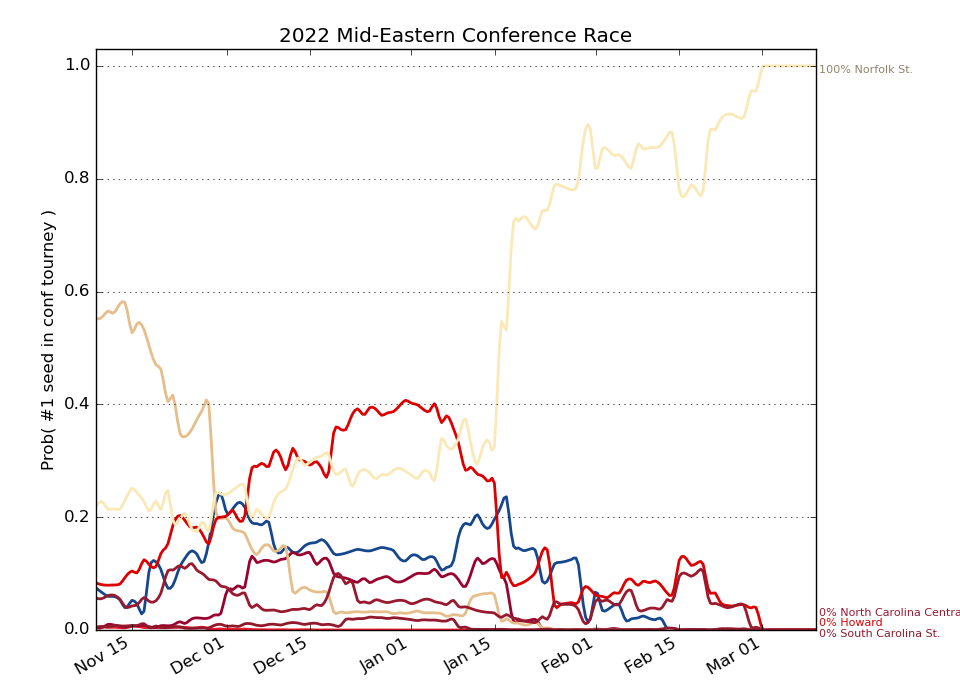 2022 Mid-Eastern Conference Race
Prob( #1 seed in conf tourney )
1.0
0.8
0.6
0.4
0.2
0.0
Nov 15
Dec 01
Dec 15
Jan 01
Jan 15
Feb 01
Feb 15
Mar 01
100% Norfolk St.
0% North Carolina Centra
0% Howard
0% South Carolina St.